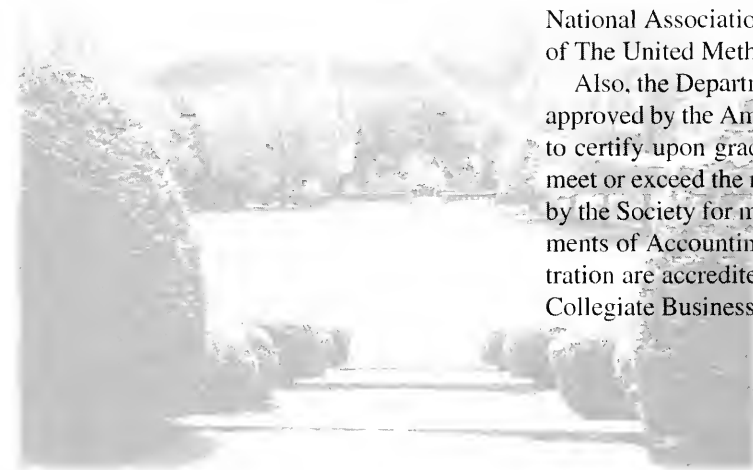 National
of The United
Also, the
approved by the
to certify upon
meet or exceed the
by the Society for
ments of
tration are
Collegiate Business